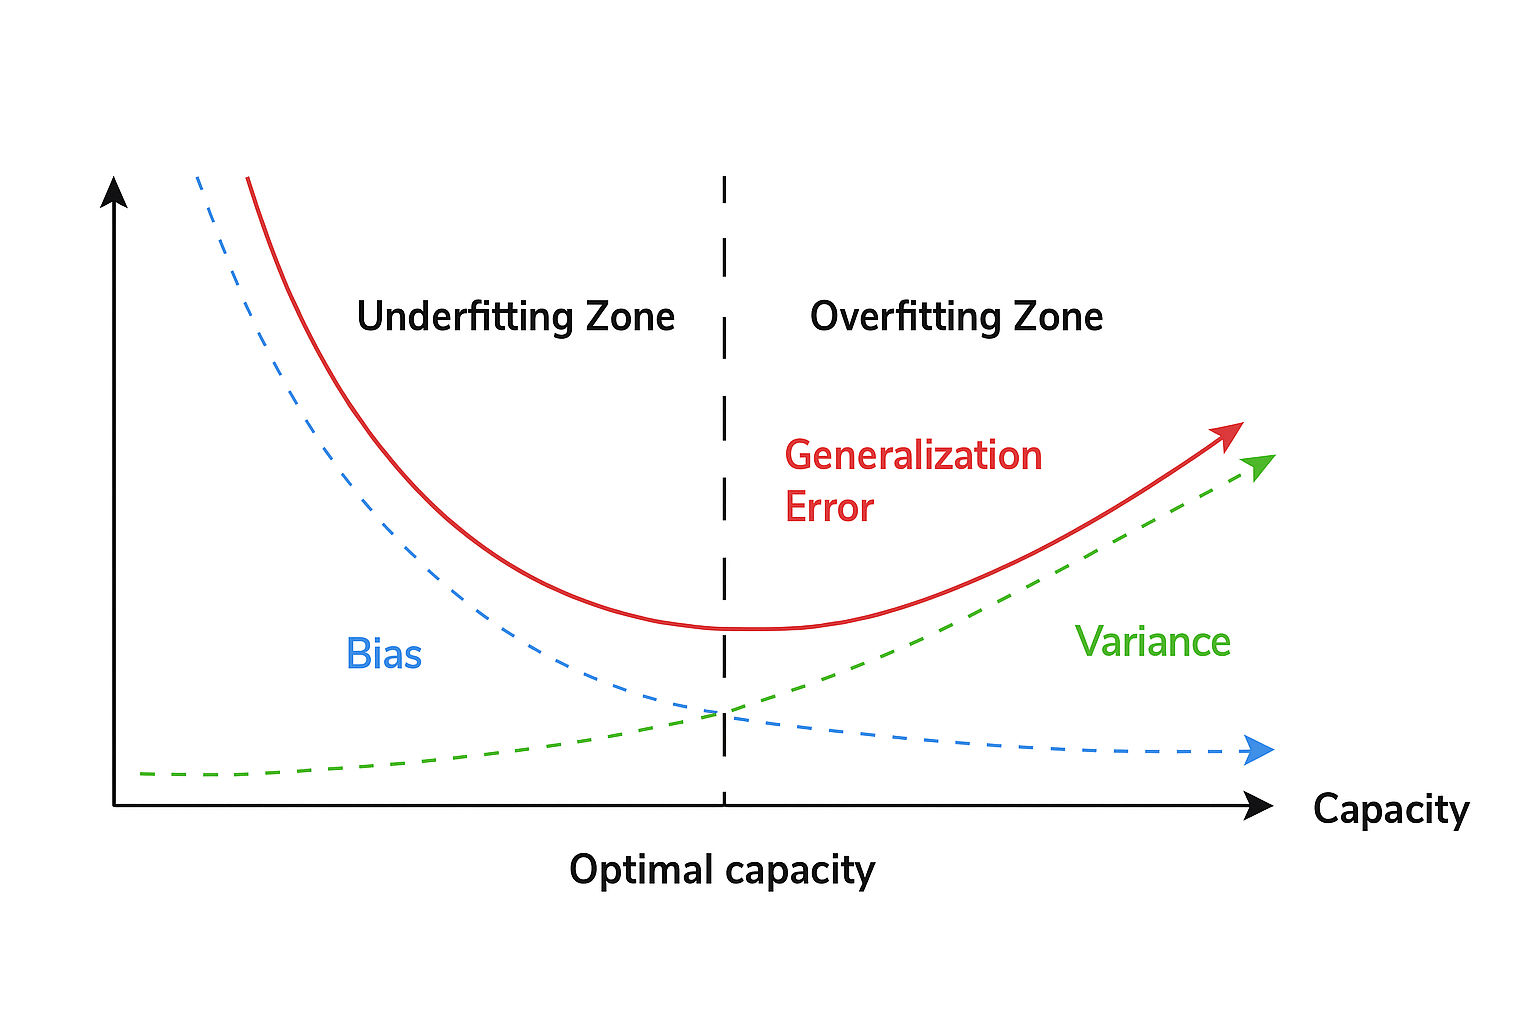 Underfitting Zone
Overfitting Zone
Generalization
Error
Bias
Variance
Capacity
Optimal capacity